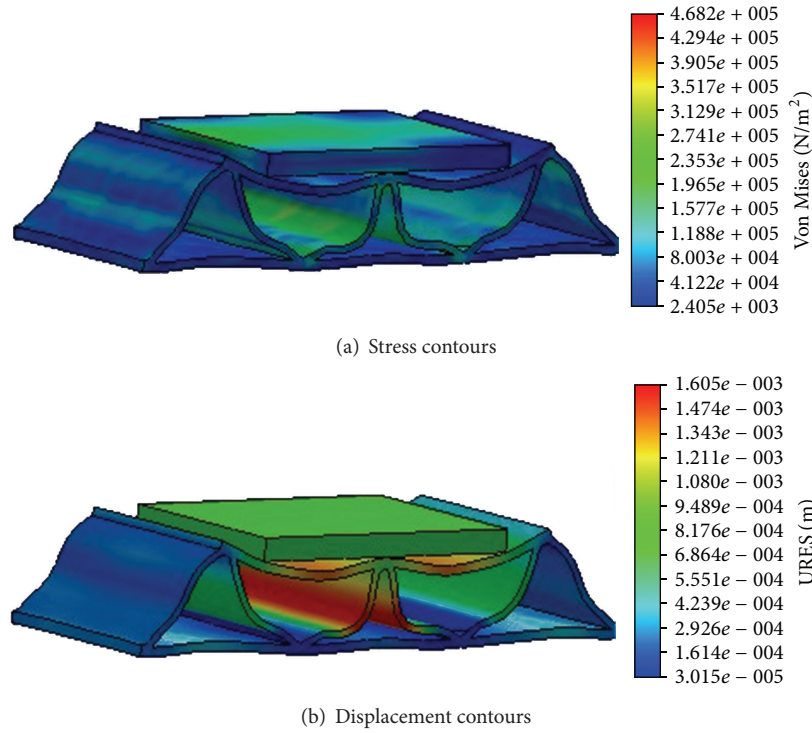 4.682e + 005
4.294e + 005
3.905e + 005
3.517e + 005
3.129e + 005
2.741e + 005
2.353e + 005
1.965e + 005
1.577e + 005
1.188e + 005
8.003e + 004
4.122e + 004
2.405e + 003
Von Mises (N/m²)
(a) Stress contours
1.605e − 003
1.474e − 003
1.343e − 003
1.211e − 003
1.080e − 003
9.489e − 004
8.176e − 004
6.864e − 004
5.551e − 004
4.239e − 004
2.926e − 004
1.614e − 004
3.015e − 005
URES (m)
(b) Displacement contours